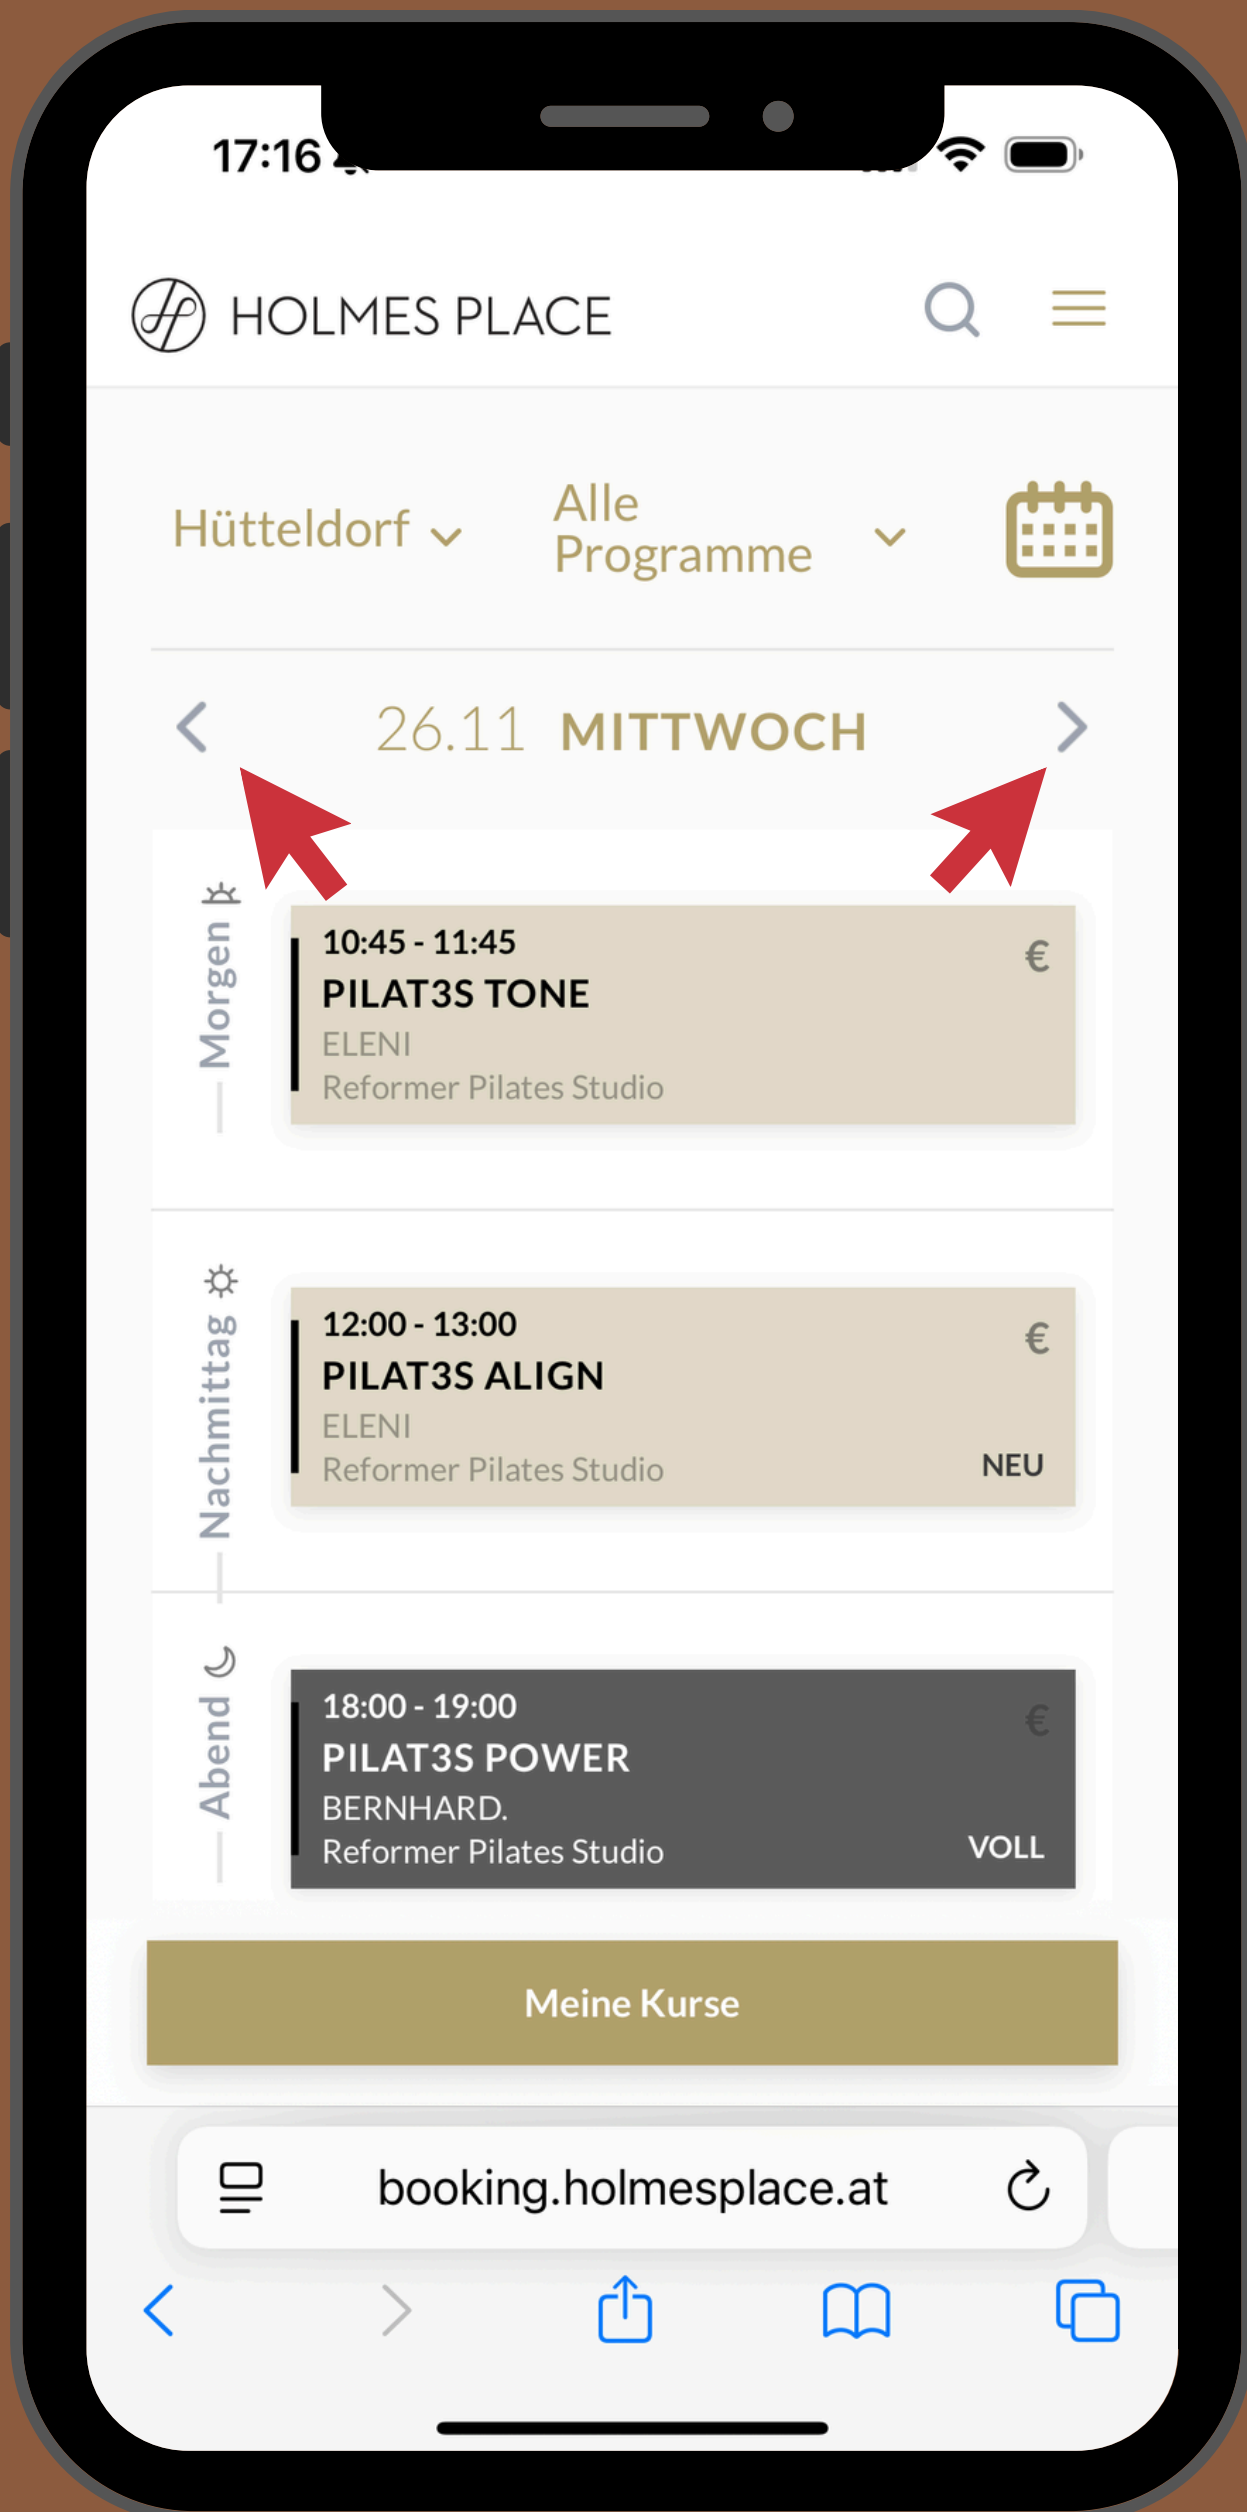 17:16
HOLMES PLACE
Hütteldorf
Alle
Programme
26.11 MITTWOCH
Morgen
10:45 - 11:45
€
PILAT3S TONE
ELENI
Reformer Pilates Studio
Nachmittag
12:00 - 13:00
€
PILAT3S ALIGN
ELENI
Reformer Pilates Studio
NEU
Abend
18:00 - 19:00
€
PILAT3S POWER
BERNHARD.
Reformer Pilates Studio
VOLL
Meine Kurse
booking.holmesplace.at